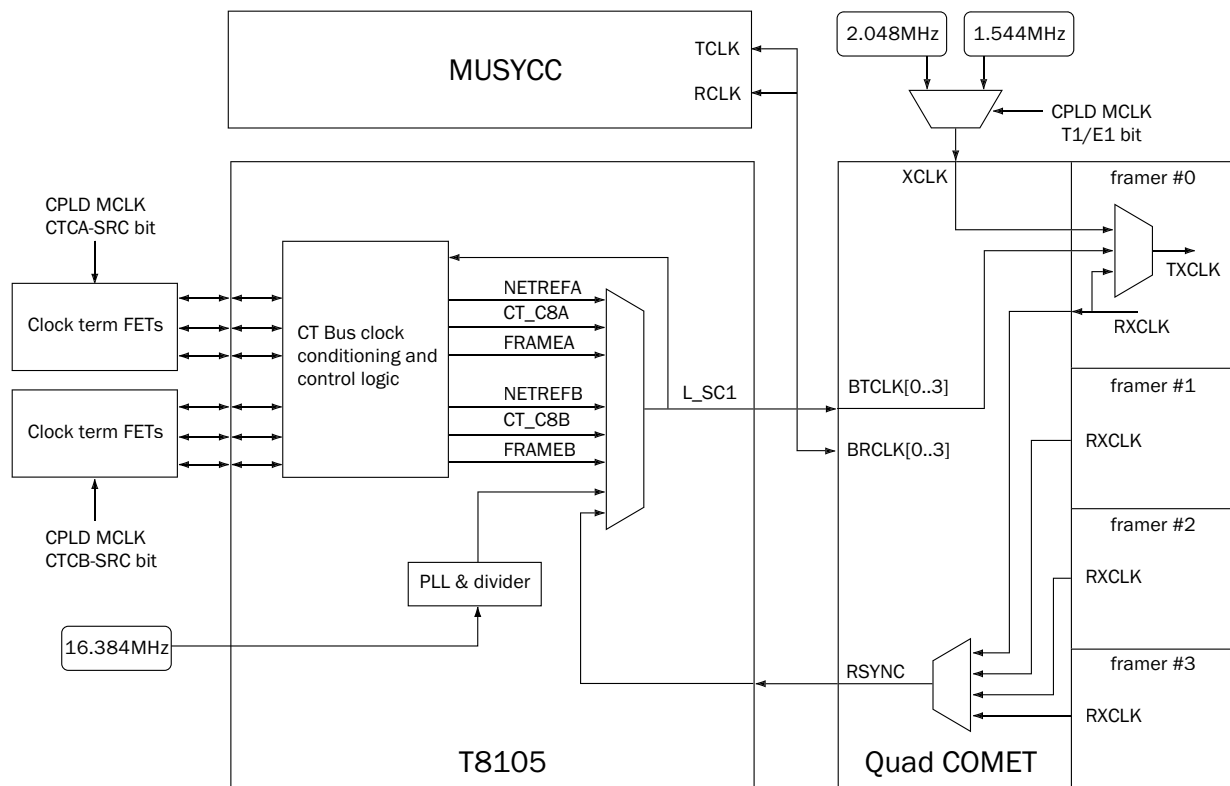 2.048MHz
1.544MHz
MUSYCC
TCLK
RCLK
CPLD MCLK
T1/E1 bit
XCLK
framer #0
CPLD MCLK
CTCA-SRC bit
TXCLK
Clock term FETs
CT Bus clock
conditioning and
control logic
NETREFA
CT_C8A
FRAMEA
RXCLK
Clock term FETs
NETREFB
CT_C8B
FRAMEB
L_SC1
BTCLK[0..3]
BRCLK[0..3]
framer #1
RXCLK
CPLD MCLK
CTCB-SRC bit
framer #2
RXCLK
PLL & divider
16.384MHz
RSYNC
framer #3
RXCLK
T8105
Quad COMET